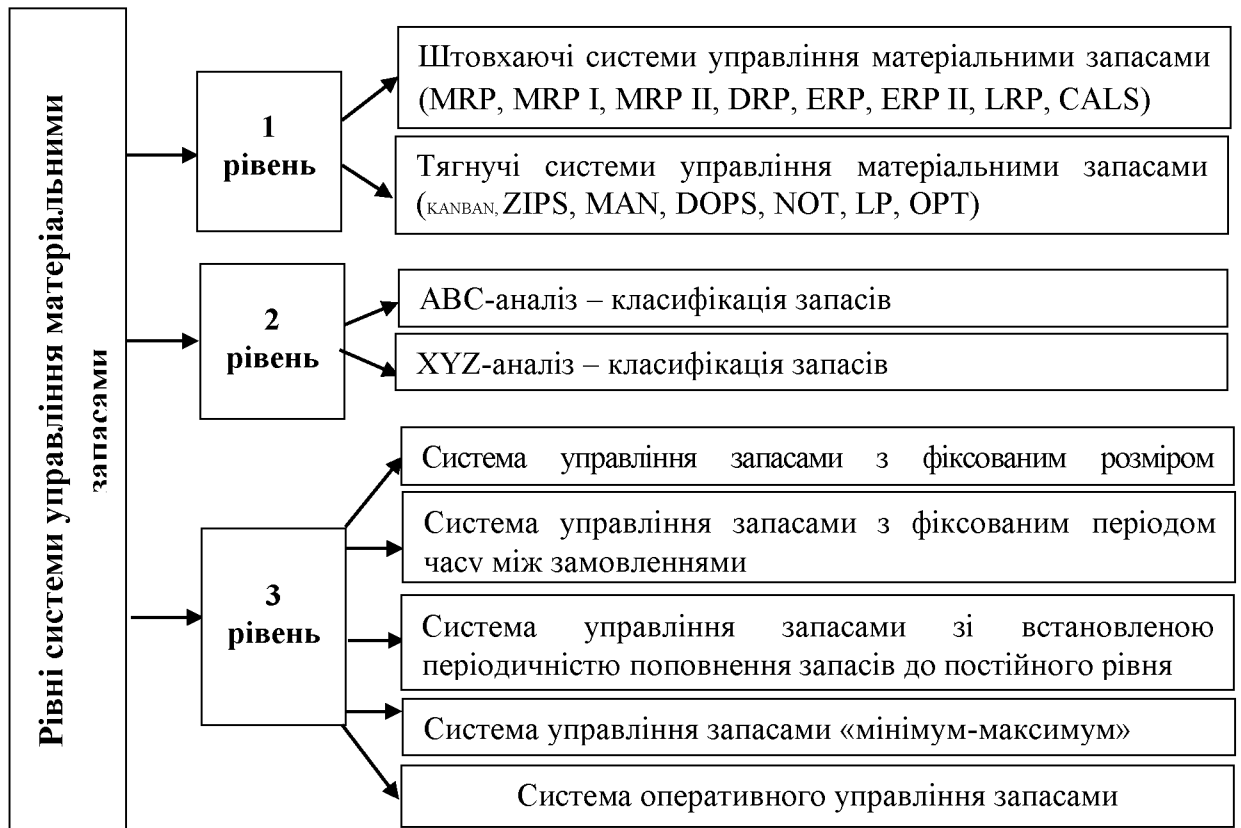 Рівні системи управління матеріальними
запасами
1
рівень
Штовхаючі системи управління матеріальними запасами
(MRP, MRP I, MRP II, DRP, ERP, ERP II, LRP, CALS)
Тягнучі системи управління матеріальними запасами
(KANBAN, ZIPS, MAN, DOPS, NOT, LP, OPT)
2
рівень
ABC-аналіз – класифікація запасів
XYZ-аналіз – класифікація запасів
3
рівень
Система управління запасами з фіксованим розміром
Система управління запасами з фіксованим періодом
часу між замовленнями
Система управління запасами зі встановленою
періодичністю поповнення запасів до постійного рівня
Система управління запасами «мінімум-максимум»
Система оперативного управління запасами